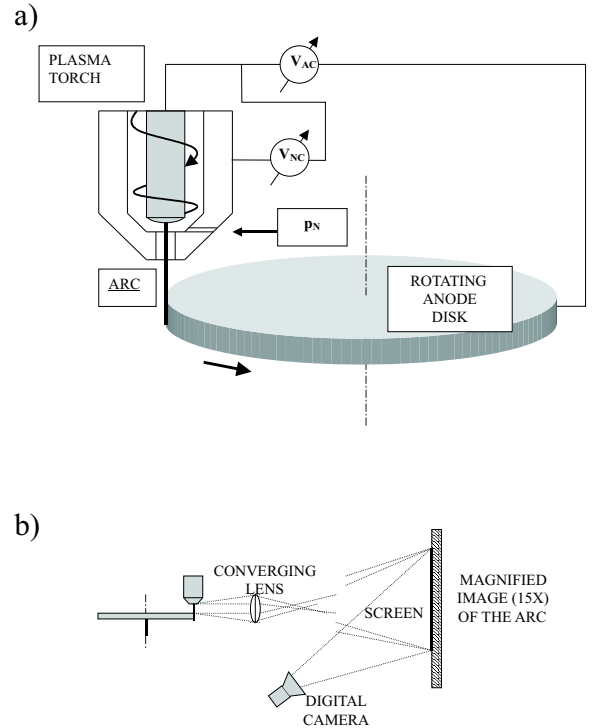 a)
PLASMA
TORCH
V_AC
V_NC
p_N
ARC
ROTATING
ANODE
DISK
b)
CONVERGING
LENS
SCREEN
MAGNIFIED
IMAGE (15X)
OF THE ARC
DIGITAL
CAMERA